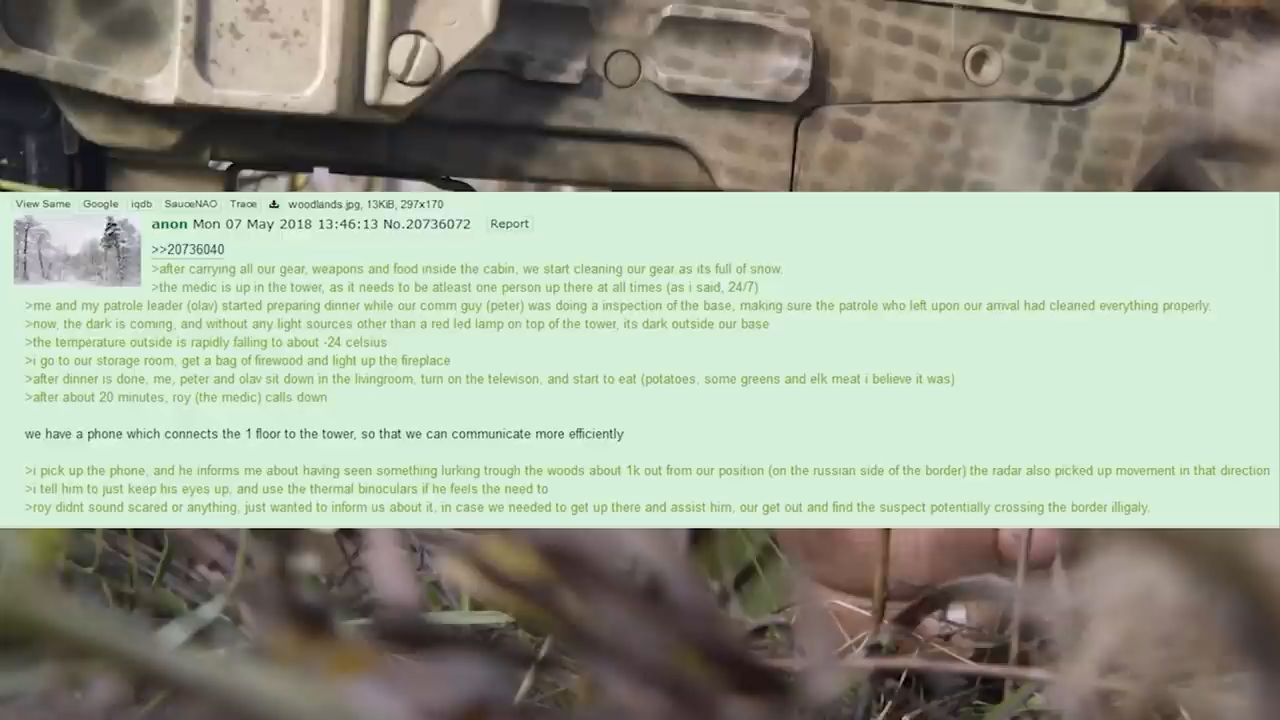 View Same Google iqdb SauceNAO Trace woodlands.jpg, 13KiB, 297x170
anon Mon 07 May 2018 13:46:13 No.20736072 Report
>>20736040
>after carrying all our gear, weapons and food inside the cabin, we start cleaning our gear as its full of snow.
>the medic is up in the tower, as it needs to be atleast one person up there at all times (as i said, 24/7)
>me and my patrole leader (olav) started preparing dinner while our comm guy (peter) was doing a inspection of the base, making sure the patrole who left upon our arrival had cleaned everything properly.
>now, the dark is coming, and without any light sources other than a red led lamp on top of the tower, its dark outside our base
>the temperature outside is rapidly falling to about -24 celsius
>i go to our storage room, get a bag of firewood and light up the fireplace
>after dinner is done, me, peter and olav sit down in the livingroom, turn on the televison, and start to eat (potatoes, some greens and elk meat i believe it was)
>after about 20 minutes, roy (the medic) calls down
we have a phone which connects the 1 floor to the tower, so that we can communicate more efficiently
>i pick up the phone, and he informs me about having seen something lurking trough the woods about 1k out from our position (on the russian side of the border) the radar also picked up movement in that direction
>i tell him to just keep his eyes up, and use the thermal binoculars if he feels the need to
>roy didnt sound scared or anything, just wanted to inform us about it, in case we needed to get up there and assist him, our get out and find the suspect potentially crossing the border illigaly.